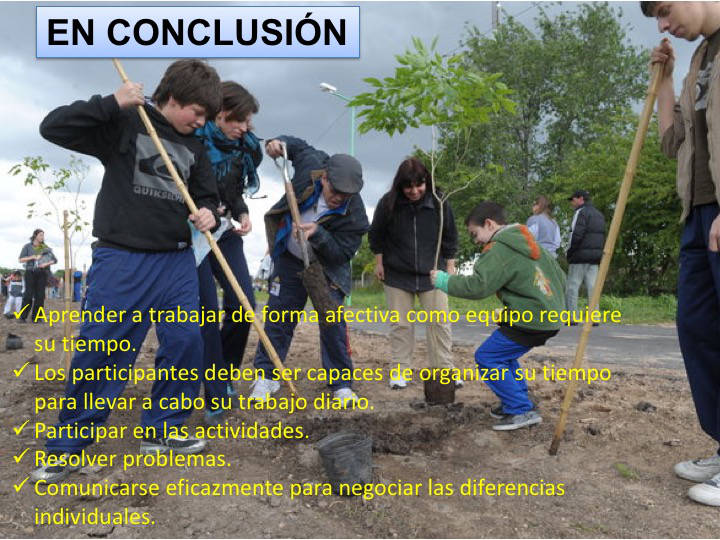 EN CONCLUSIÓN
QUIKSILVER
✓ Aprender a trabajar de forma afectiva como equipo requiere
su tiempo.
✓ Los participantes deben ser capaces de organizar su tiempo
para llevar a cabo su trabajo diario.
✓ Participar en las actividades.
✓ Resolver problemas.
✓ Comunicarse eficazmente para negociar las diferencias
individuales.